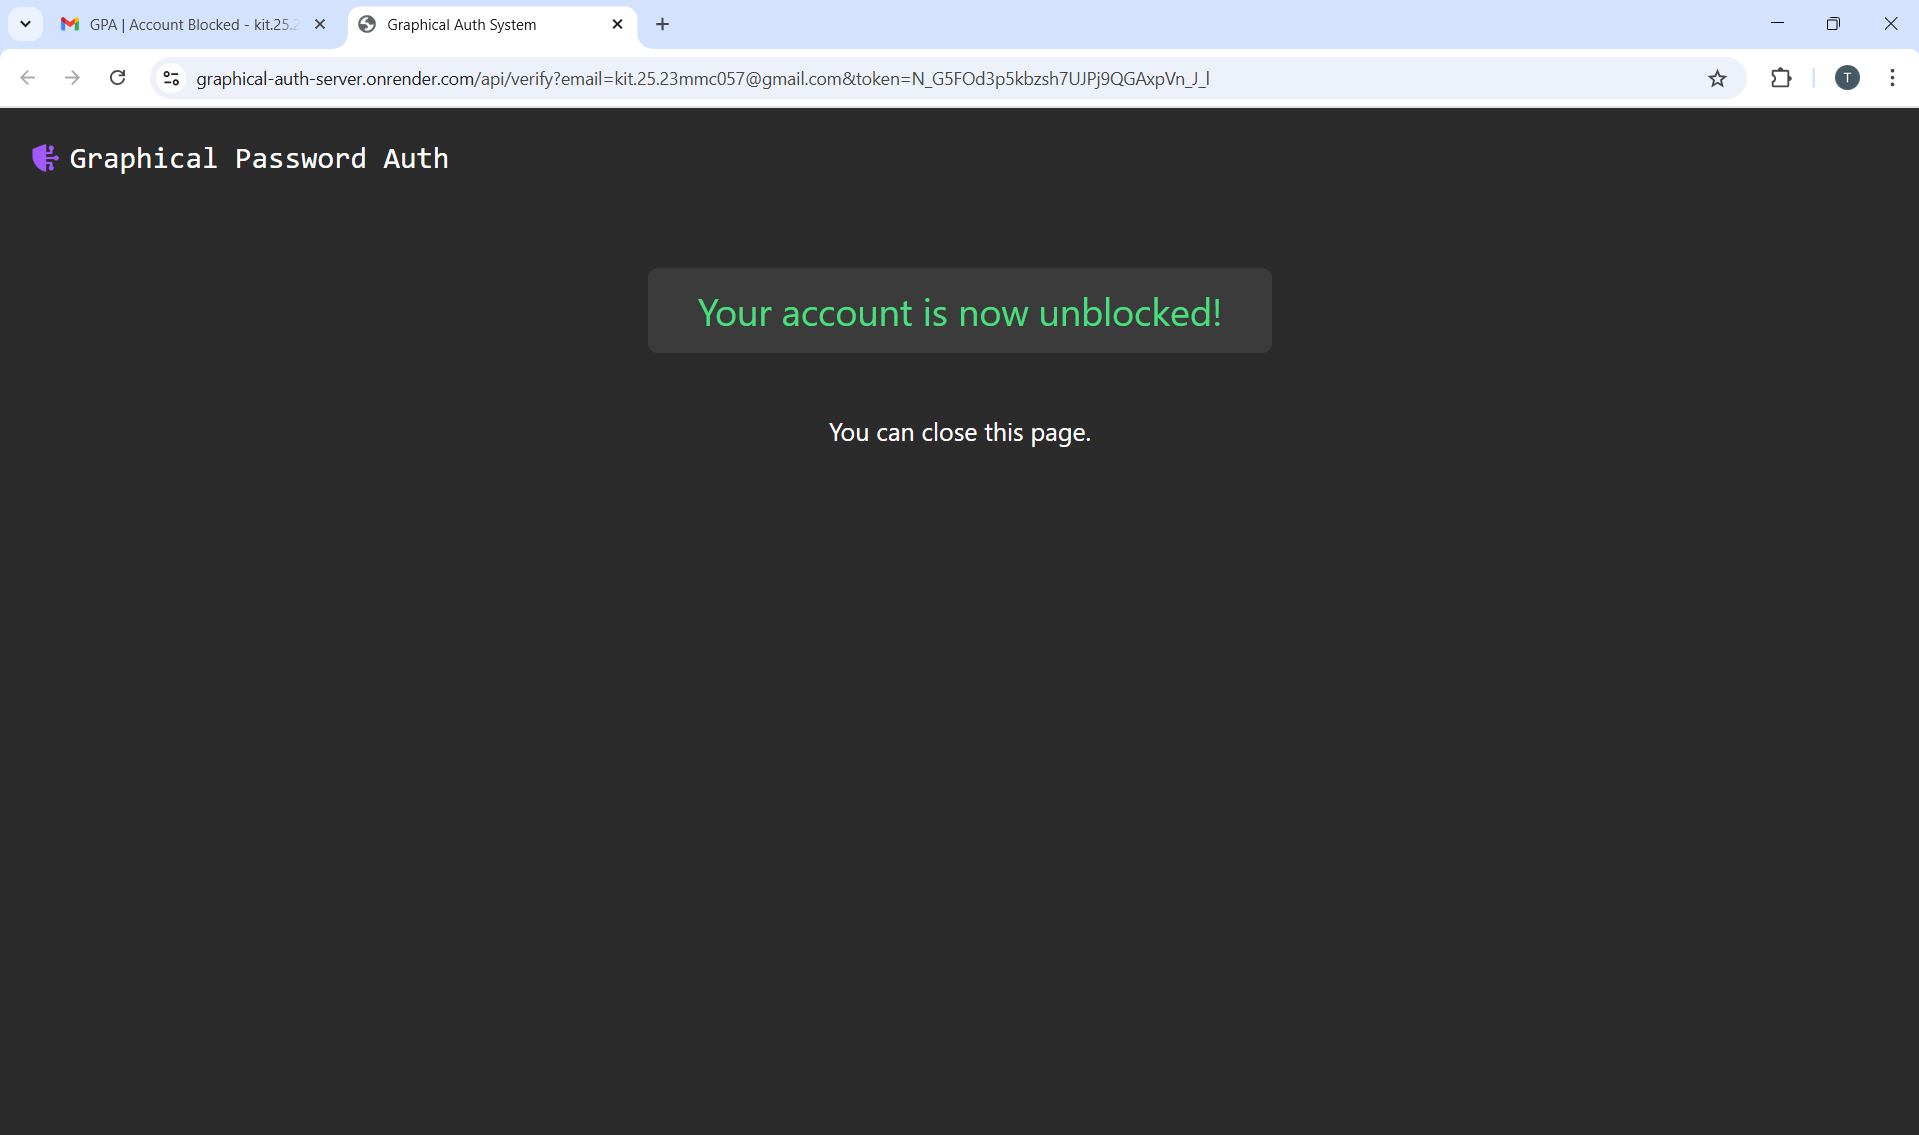 GPA | Account Blocked - kit.25.2
Graphical Auth System
graphical-auth-server.onrender.com/api/verify?email=kit.25.23mmc057@gmail.com&token=N_G5FOd3p5kbzsh7UJPj9QGAxpVn_J_l
T
Graphical Password Auth
Your account is now unblocked!
You can close this page.